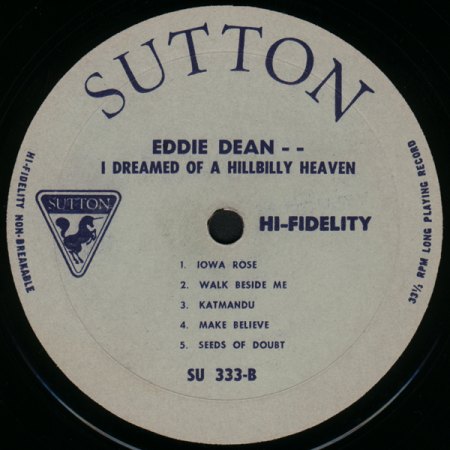 SUTTON
EDDIE DEAN - -
I DREAMED OF A HILLBILLY HEAVEN
HI-FIDELITY NON-BREAKABLE
SUTTON
HI-FIDELITY
33⅓ RPM LONG PLAYING RECORD
1. IOWA ROSE
2. WALK BESIDE ME
3. KATMANDU
4. MAKE BELIEVE
5. SEEDS OF DOUBT
SU 333-B